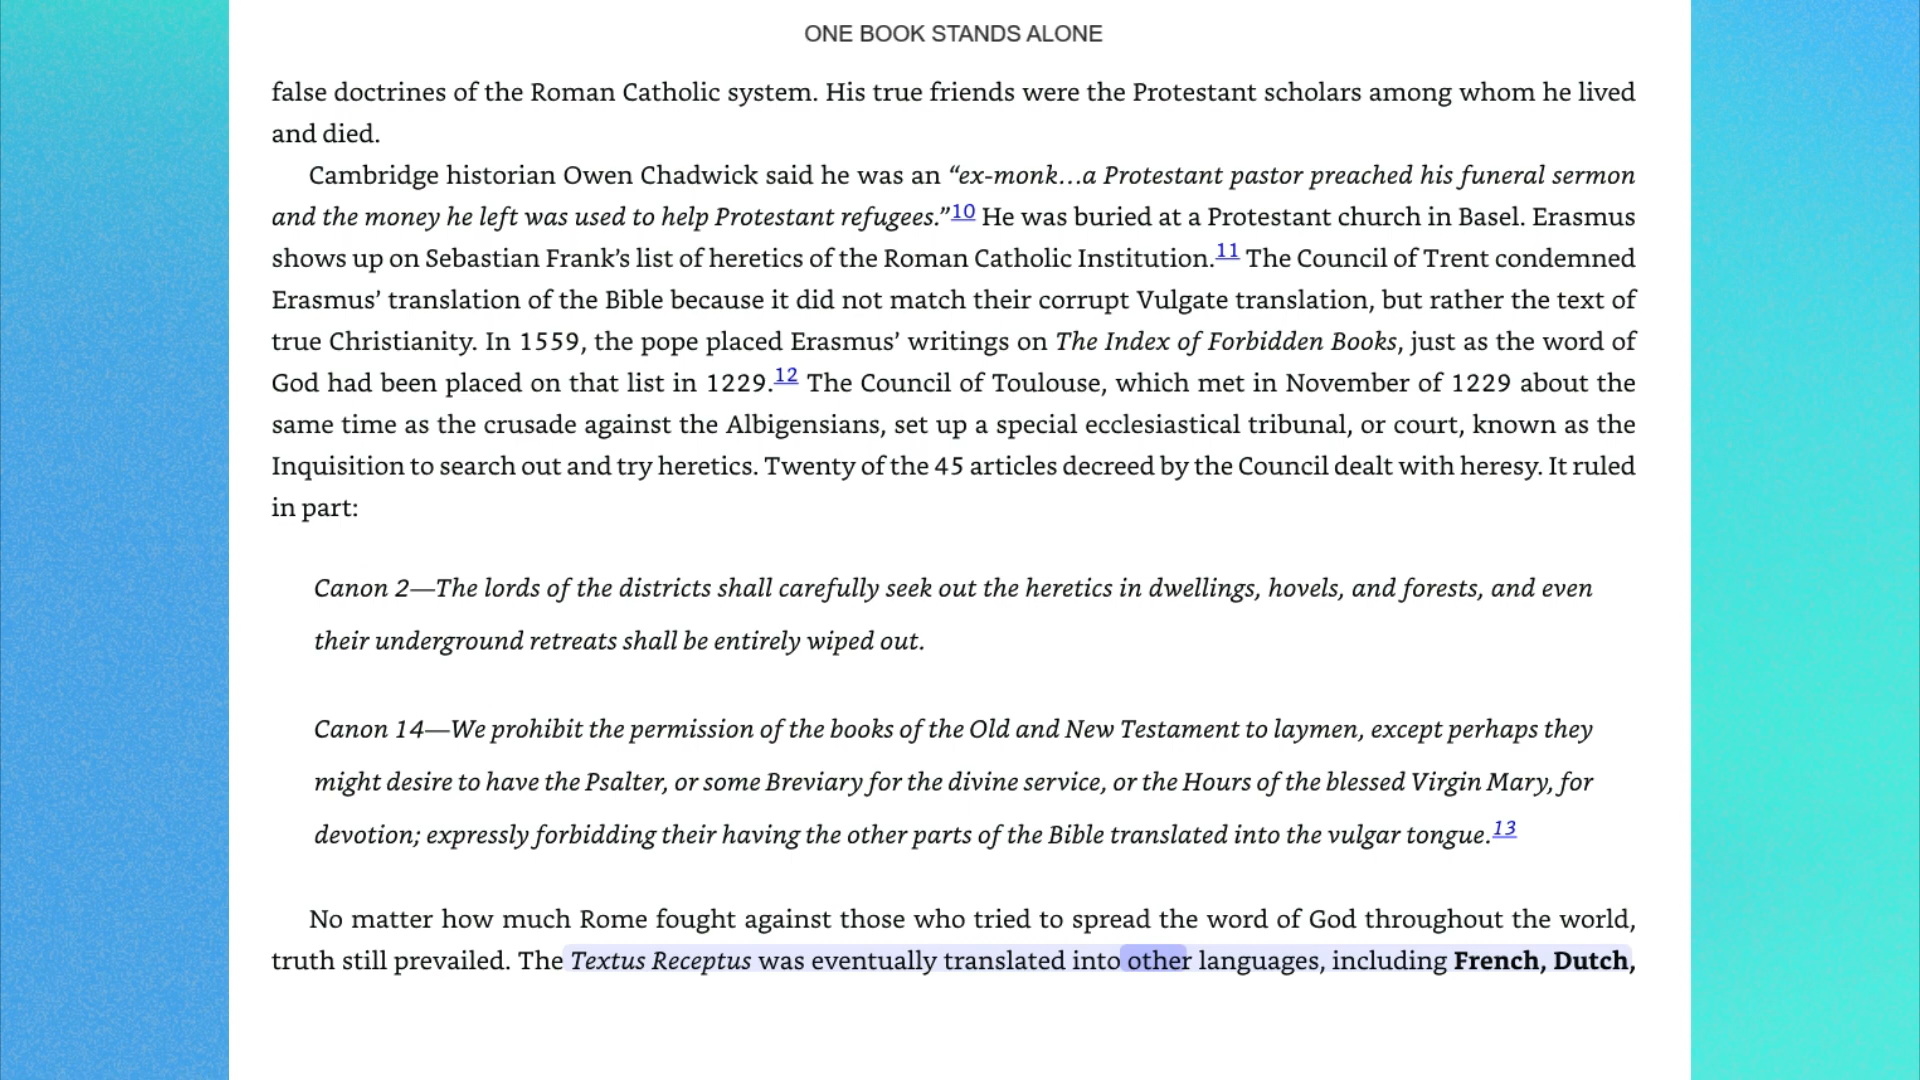 ONE BOOK STANDS ALONE
false doctrines of the Roman Catholic system. His true friends were the Protestant scholars among whom he lived
and died.
Cambridge historian Owen Chadwick said he was an “ex-monk…a Protestant pastor preached his funeral sermon
and the money he left was used to help Protestant refugees.”10 He was buried at a Protestant church in Basel. Erasmus
shows up on Sebastian Frank’s list of heretics of the Roman Catholic Institution.11 The Council of Trent condemned
Erasmus’ translation of the Bible because it did not match their corrupt Vulgate translation, but rather the text of
true Christianity. In 1559, the pope placed Erasmus’ writings on The Index of Forbidden Books, just as the word of
God had been placed on that list in 1229.12 The Council of Toulouse, which met in November of 1229 about the
same time as the crusade against the Albigensians, set up a special ecclesiastical tribunal, or court, known as the
Inquisition to search out and try heretics. Twenty of the 45 articles decreed by the Council dealt with heresy. It ruled
in part:
Canon 2—The lords of the districts shall carefully seek out the heretics in dwellings, hovels, and forests, and even
their underground retreats shall be entirely wiped out.
Canon 14—We prohibit the permission of the books of the Old and New Testament to laymen, except perhaps they
might desire to have the Psalter, or some Breviary for the divine service, or the Hours of the blessed Virgin Mary, for
devotion; expressly forbidding their having the other parts of the Bible translated into the vulgar tongue.13
No matter how much Rome fought against those who tried to spread the word of God throughout the world,
truth still prevailed. The Textus Receptus was eventually translated into other languages, including French, Dutch,